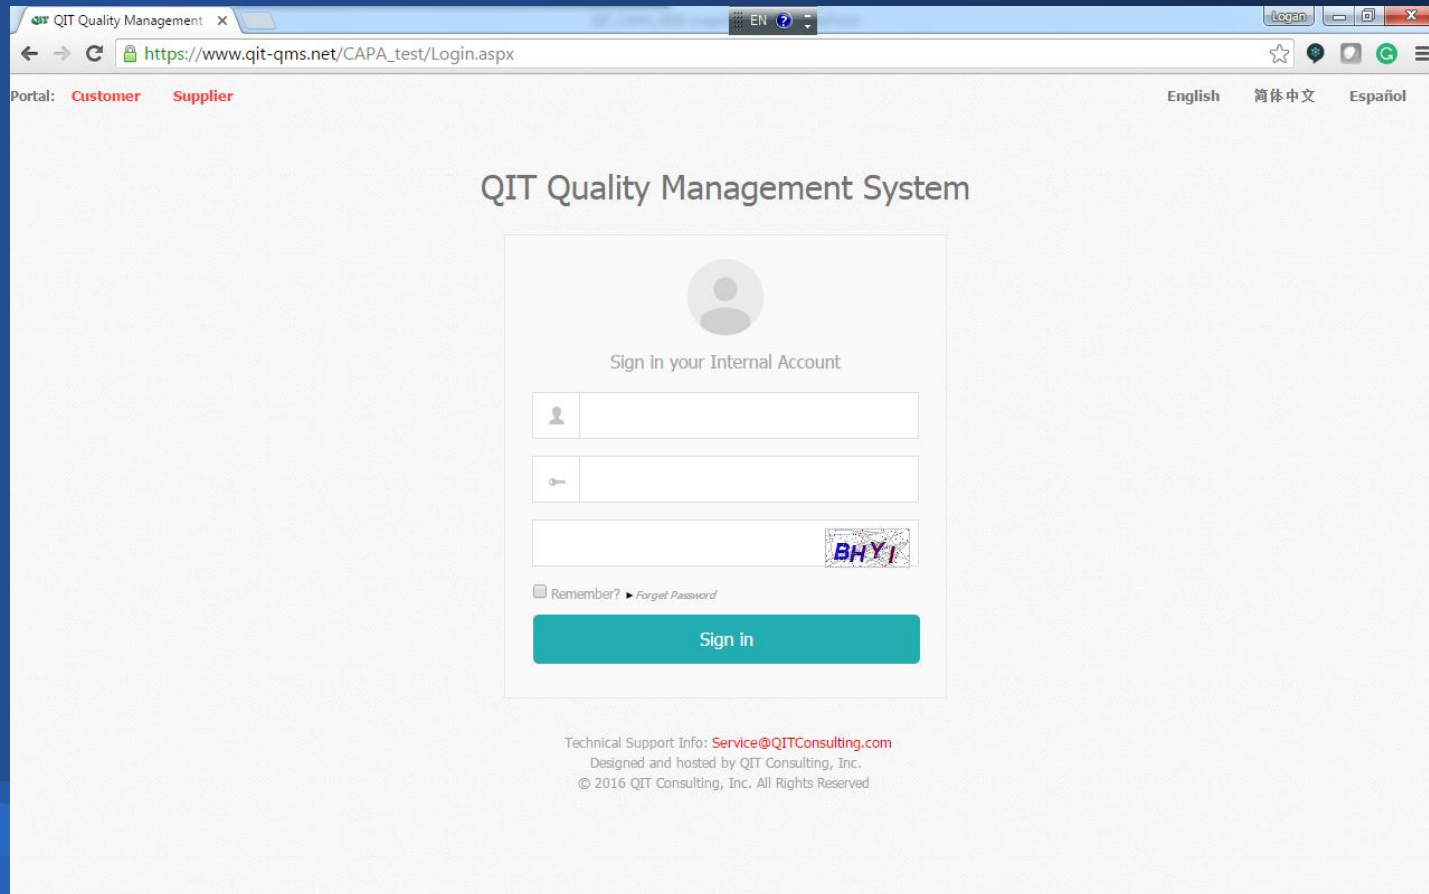 QIT QIT Quality Management
EN
Logan
https://www.qit-qms.net/CAPA_test/Login.aspx
Portal: Customer Supplier
English 简体中文 Español
QIT Quality Management System
Sign in your Internal Account
BHYI
Remember? ►Forget Password
Sign in
Technical Support Info: Service@QITConsulting.com
Designed and hosted by QIT Consulting, Inc.
© 2016 QIT Consulting, Inc. All Rights Reserved